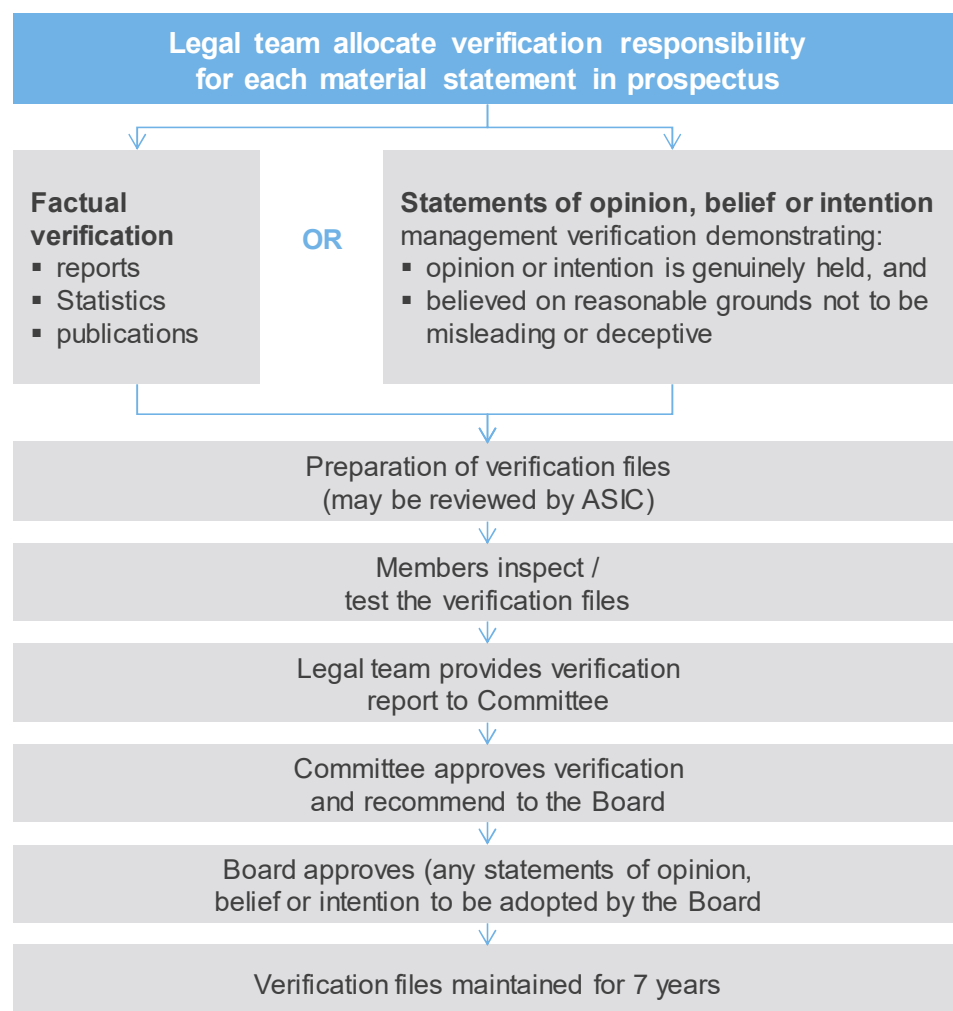 Legal team allocate verification responsibility
for each material statement in prospectus
Factual
verification
▪ reports
▪ Statistics
▪ publications
OR
Statements of opinion, belief or intention
management verification demonstrating:
▪ opinion or intention is genuinely held, and
▪ believed on reasonable grounds not to be
misleading or deceptive
Preparation of verification files
(may be reviewed by ASIC)
Members inspect /
test the verification files
Legal team provides verification
report to Committee
Committee approves verification
and recommend to the Board
Board approves (any statements of opinion,
belief or intention to be adopted by the Board
Verification files maintained for 7 years